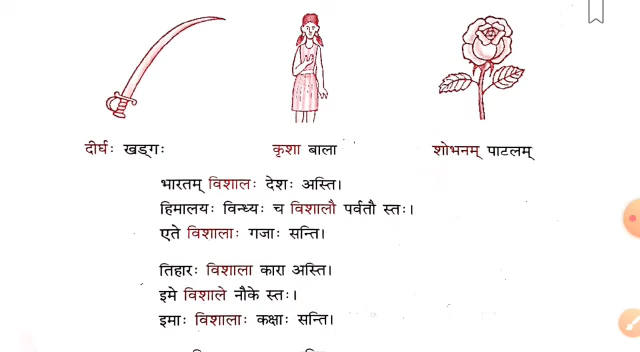 दीर्घः खड्गः कृशा बाला शोभनम् पाटलम्
भारतम् विशालः देशः अस्ति।
हिमालयः विन्ध्यः च विशालौ पर्वतौ स्तः।
एते विशालाः गजाः सन्ति।
तिहारः विशाला कारा अस्ति।
इमे विशाले नौके स्तः।
इमाः विशालाः कक्षाः सन्ति।